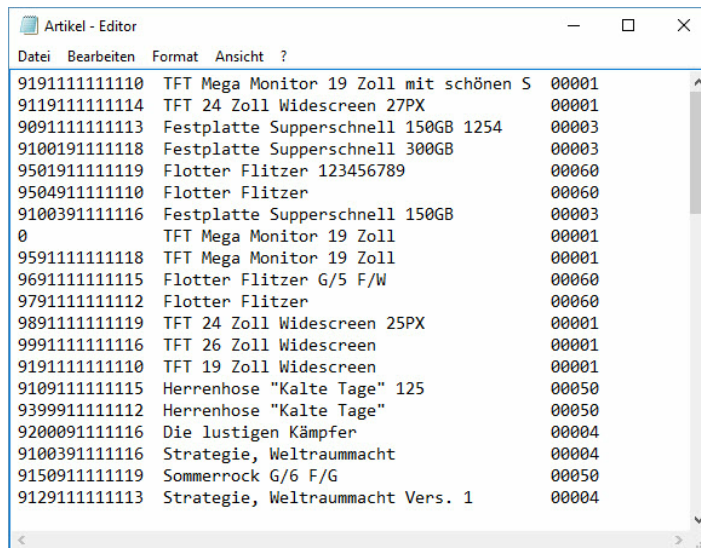 Artikel - Editor
Datei Bearbeiten Format Ansicht ?
9191111111110 TFT Mega Monitor 19 Zoll mit schönen S 00001
9119111111114 TFT 24 Zoll Widescreen 27PX 00001
9091111111113 Festplatte Supperschnell 150GB 1254 00003
9100191111118 Festplatte Supperschnell 300GB 00003
9501911111119 Flotter Flitzer 123456789 00060
9504911111110 Flotter Flitzer 00060
9100391111116 Festplatte Supperschnell 150GB 00003
0 TFT Mega Monitor 19 Zoll 00001
9591111111118 TFT Mega Monitor 19 Zoll 00001
9691111111115 Flotter Flitzer G/5 F/W 00060
9791111111112 Flotter Flitzer 00060
9891111111119 TFT 24 Zoll Widescreen 25PX 00001
9991111111116 TFT 26 Zoll Widescreen 00001
9191111111110 TFT 19 Zoll Widescreen 00001
9109111111115 Herrenhose "Kalte Tage" 125 00050
9399911111112 Herrenhose "Kalte Tage" 00050
9200091111116 Die lustigen Kämpfer 00004
9100391111116 Strategie, Weltraummacht 00004
9150911111119 Sommerrock G/6 F/G 00050
9129111111113 Strategie, Weltraummacht Vers. 1 00004